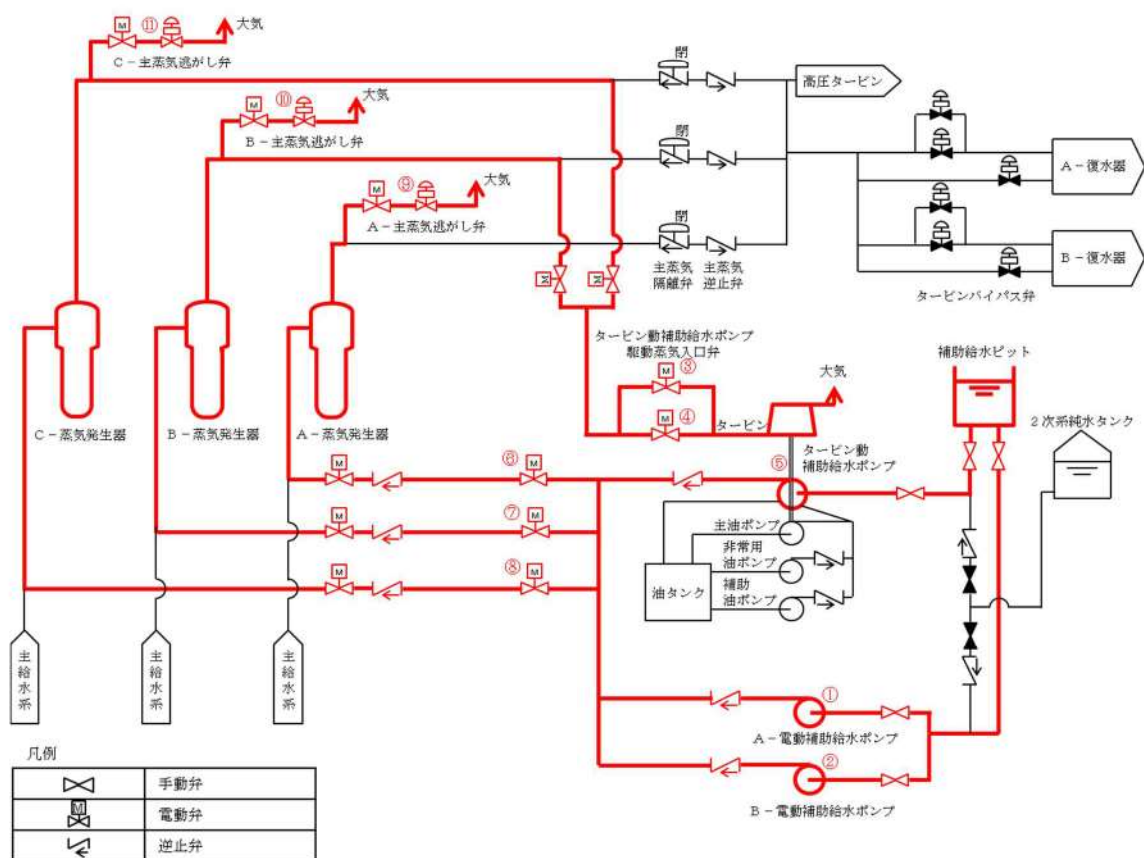 ⑪
大気
C-主蒸気逃がし弁
閉
高圧タービン
⑩
大気
B-主蒸気逃がし弁
閉
A-復水器
⑨
大気
A-主蒸気逃がし弁
閉
主蒸気
隔離弁
主蒸気
逆止弁
B-復水器
タービンバイパス弁
タービン動補助給水ポンプ
駆動蒸気入口弁
補助給水ピット
③
大気
④
タービン
2次系純水タンク
C-蒸気発生器
B-蒸気発生器
A-蒸気発生器
タービン動
補助給水ポンプ
⑤
⑥
⑦
⑧
主油ポンプ
非常用
油ポンプ
補助
油ポンプ
油タンク
主給水系
主給水系
主給水系
①
A-電動補助給水ポンプ
②
B-電動補助給水ポンプ
凡例
手動弁
M
電動弁
逆止弁